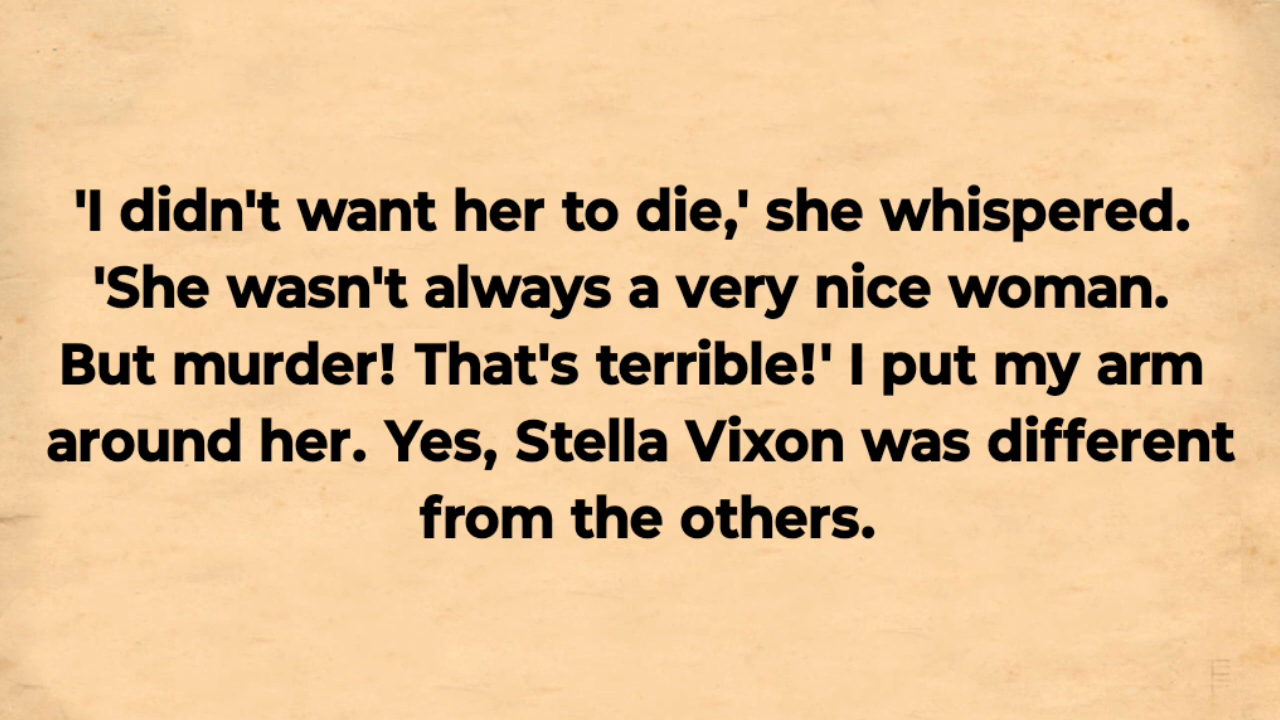 'I didn't want her to die,' she whispered.
'She wasn't always a very nice woman.
But murder! That's terrible!' I put my arm
around her. Yes, Stella Vixon was different
from the others.